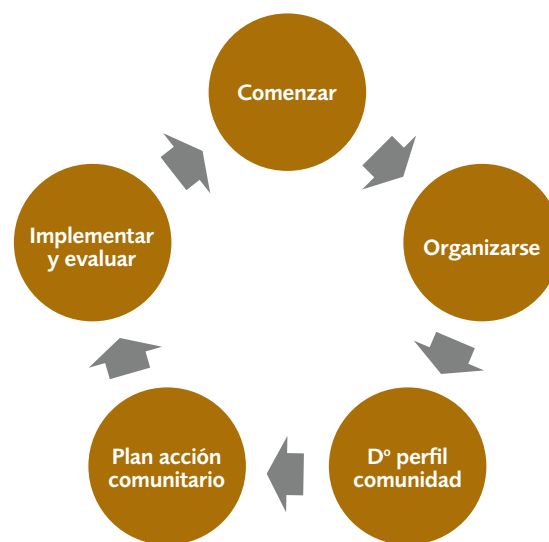 Comenzar
Organizarse
Dº perfil
comunidad
Plan acción
comunitario
Implementar
y evaluar